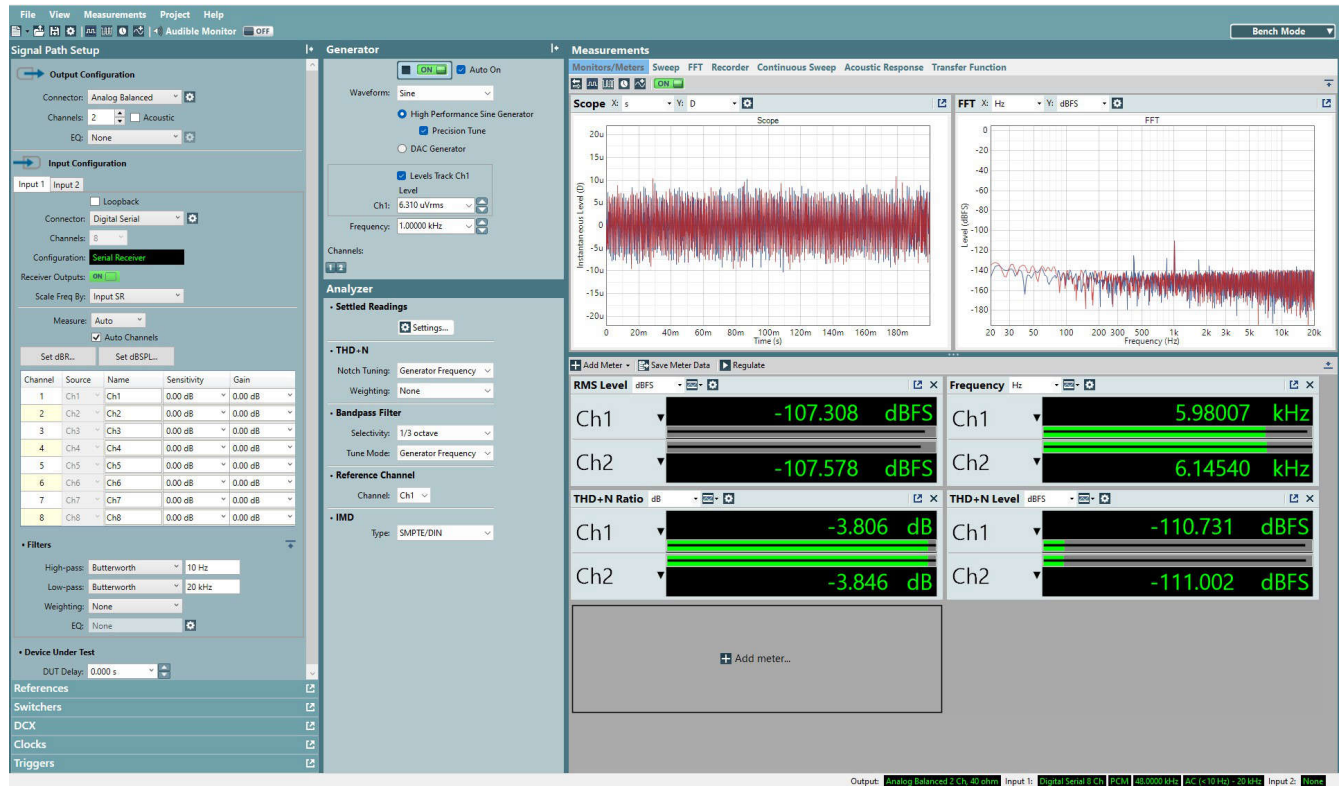 File View Measurements Project Help
Audible Monitor OFF
Bench Mode
Signal Path Setup
Output Configuration
Connector: Analog Balanced
Channels: 2 Acoustic
EQ: None
Input Configuration
Input 1 Input 2
Loopback
Connector: Digital Serial
Channels: 8
Configuration: Serial Receiver
Receiver Outputs: ON
Scale Freq By: Input SR
Measure: Auto
Auto Channels
Set dBR... Set dBSPL...
Channel Source Name Sensitivity Gain
1 Ch1 Ch1 0.00 dB 0.00 dB
2 Ch2 Ch2 0.00 dB 0.00 dB
3 Ch3 Ch3 0.00 dB 0.00 dB
4 Ch4 Ch4 0.00 dB 0.00 dB
5 Ch5 Ch5 0.00 dB 0.00 dB
6 Ch6 Ch6 0.00 dB 0.00 dB
7 Ch7 Ch7 0.00 dB 0.00 dB
8 Ch8 Ch8 0.00 dB 0.00 dB
• Filters
High-pass: Butterworth 10 Hz
Low-pass: Butterworth 20 kHz
Weighting: None
EQ: None
• Device Under Test
DUT Delay: 0.000 s
References
Switchers
DCX
Clocks
Triggers
Generator
ON Auto On
Waveform: Sine
High Performance Sine Generator
Precision Tune
DAC Generator
Levels Track Ch1
Level
Ch1: 6.310 uVrms
Frequency: 1.00000 kHz
Channels:
1 2
Analyzer
• Settled Readings
Settings...
• THD+N
Notch Tuning: Generator Frequency
Weighting: None
• Bandpass Filter
Selectivity: 1/3 octave
Tune Mode: Generator Frequency
• Reference Channel
Channel: Ch1
• IMD
Type: SMPTE/DIN
Measurements
Monitors/Meters Sweep FFT Recorder Continuous Sweep Acoustic Response Transfer Function
ON
Scope X: s Y: D
Scope
Instantaneous Level (D)
20u
15u
10u
5u
0
-5u
-10u
-15u
-20u
0 20m 40m 60m 80m 100m 120m 140m 160m 180m
Time (s)
FFT X: Hz Y: dBFS
FFT
Level (dBFS)
0
-20
-40
-60
-80
-100
-120
-140
-160
-180
20 30 50 100 200 300 500 1k 2k 3k 5k 10k 20k
Frequency (Hz)
Add Meter Save Meter Data Regulate
RMS Level dBFS
Ch1 -107.308 dBFS
Ch2 -107.578 dBFS
Frequency Hz
Ch1 5.98007 kHz
Ch2 6.14540 kHz
THD+N Ratio dB
Ch1 -3.806 dB
Ch2 -3.846 dB
THD+N Level dBFS
Ch1 -110.731 dBFS
Ch2 -111.002 dBFS
Add meter...
Output: Analog Balanced 2 Ch, 40 ohm Input 1: Digital Serial 8 Ch PCM 48.0000 kHz AC (<10 Hz) - 20 kHz Input 2: None